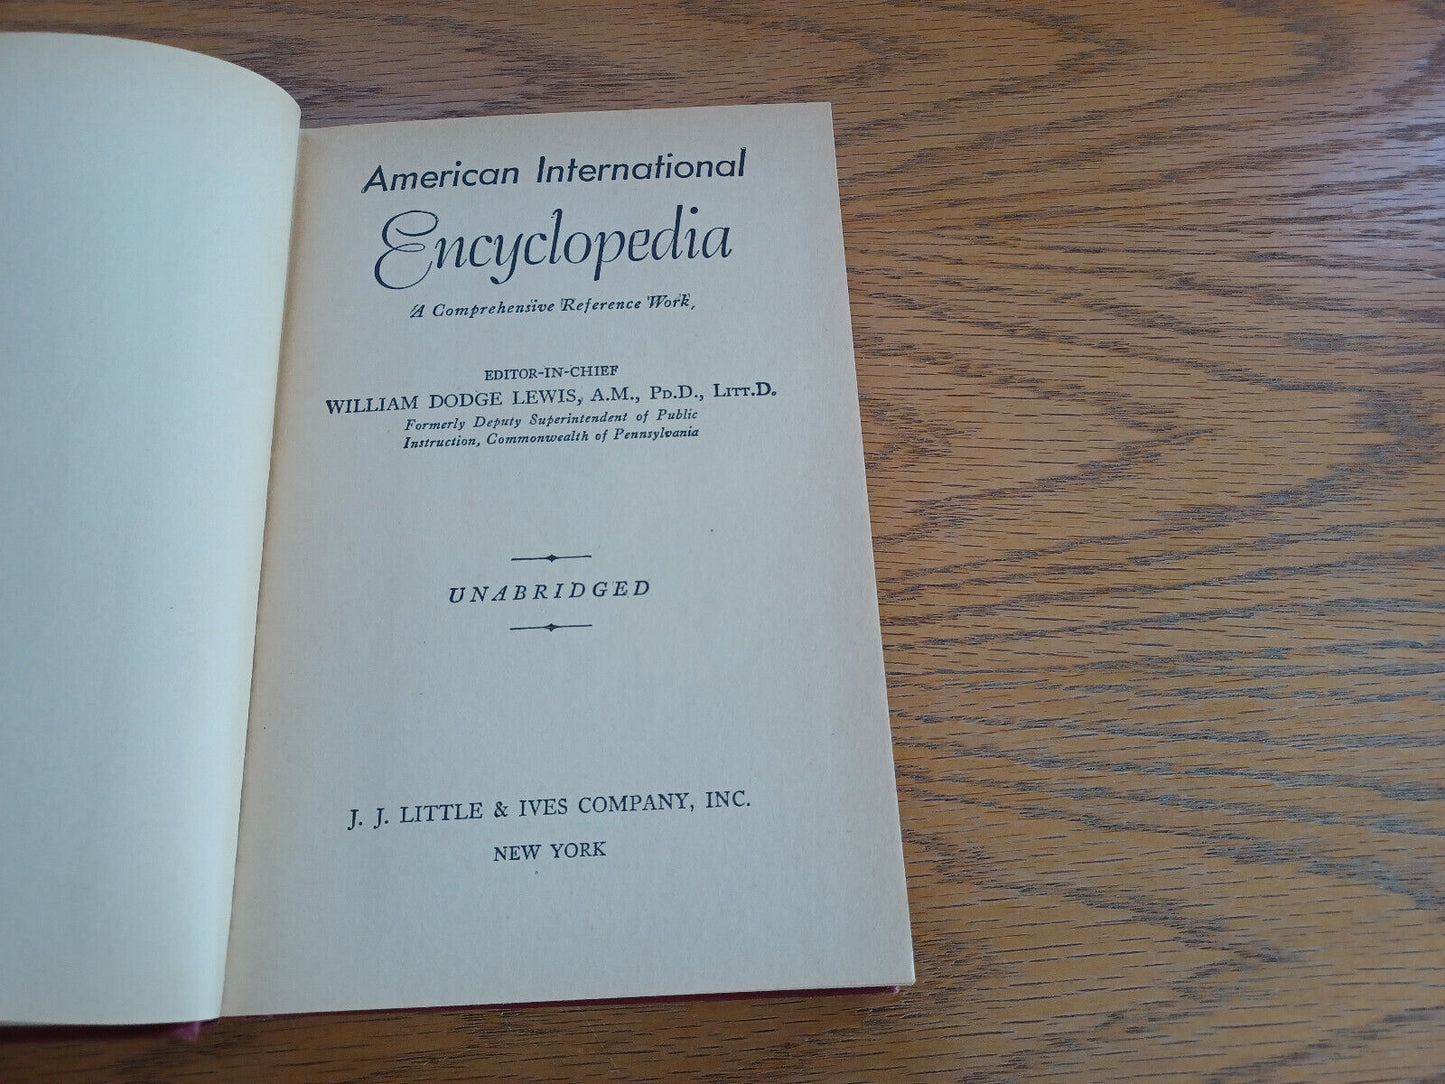 American International
Encyclopedia
A Comprehensive Reference Work,
EDITOR-IN-CHIEF
WILLIAM DODGE LEWIS, A.M., PD.D., LITT.D.
Formerly Deputy Superintendent of Public
Instruction, Commonwealth of Pennsylvania
UNABRIDGED
J. J. LITTLE & IVES COMPANY, INC.
NEW YORK